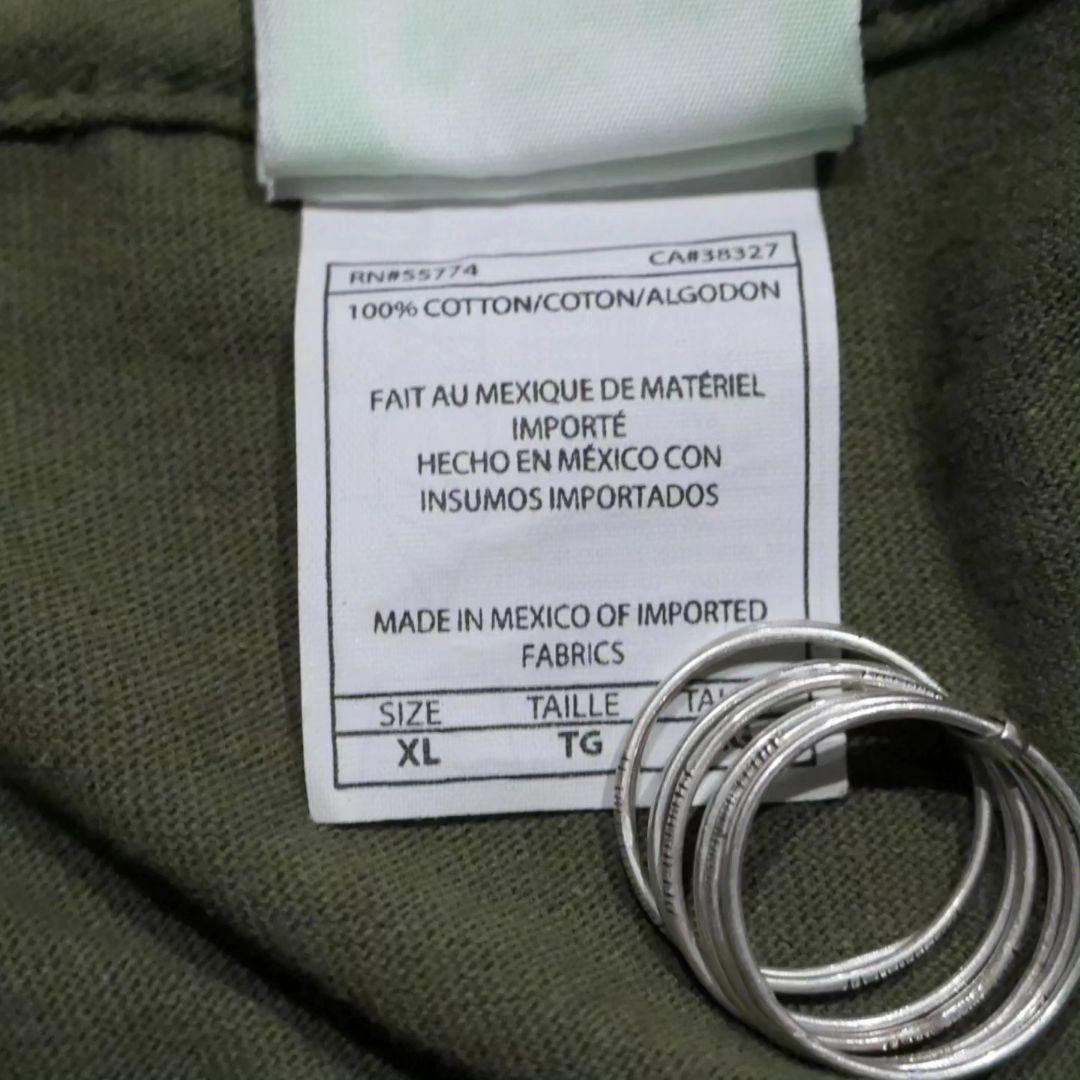 RN#55774 CA#38327
100% COTTON/COTON/ALGODON
FAIT AU MEXIQUE DE MATÉRIEL
IMPORTÉ
HECHO EN MÉXICO CON
INSUMOS IMPORTADOS
MADE IN MEXICO OF IMPORTED
FABRICS
SIZE TAILLE
XL TG